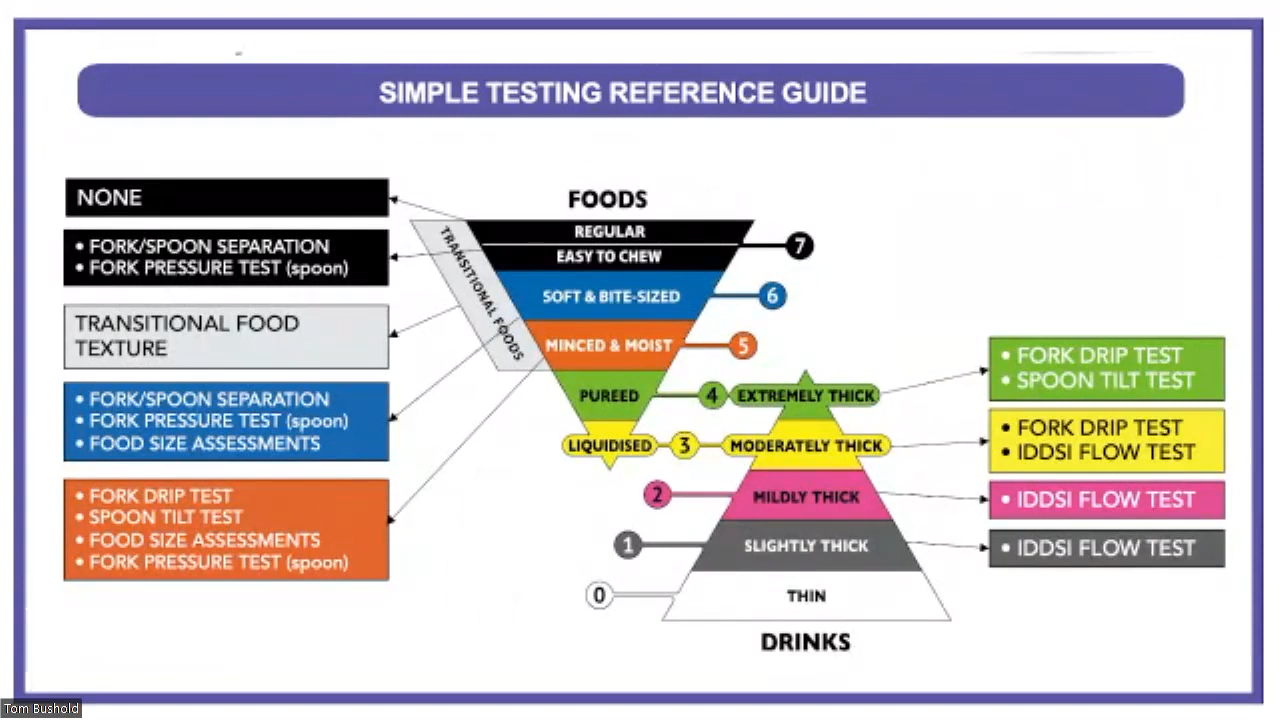 SIMPLE TESTING REFERENCE GUIDE
NONE
• FORK/SPOON SEPARATION
• FORK PRESSURE TEST (spoon)
TRANSITIONAL FOOD
TEXTURE
• FORK/SPOON SEPARATION
• FORK PRESSURE TEST (spoon)
• FOOD SIZE ASSESSMENTS
• FORK DRIP TEST
• SPOON TILT TEST
• FOOD SIZE ASSESSMENTS
• FORK PRESSURE TEST (spoon)
FOODS
TRANSITIONAL FOODS
REGULAR
EASY TO CHEW
7
SOFT & BITE-SIZED
6
MINCED & MOIST
5
PUREED
4
EXTREMELY THICK
LIQUIDISED
3
MODERATELY THICK
2
MILDLY THICK
1
SLIGHTLY THICK
0
THIN
DRINKS
• FORK DRIP TEST
• SPOON TILT TEST
• FORK DRIP TEST
• IDDSI FLOW TEST
• IDDSI FLOW TEST
• IDDSI FLOW TEST
Tom Bushold